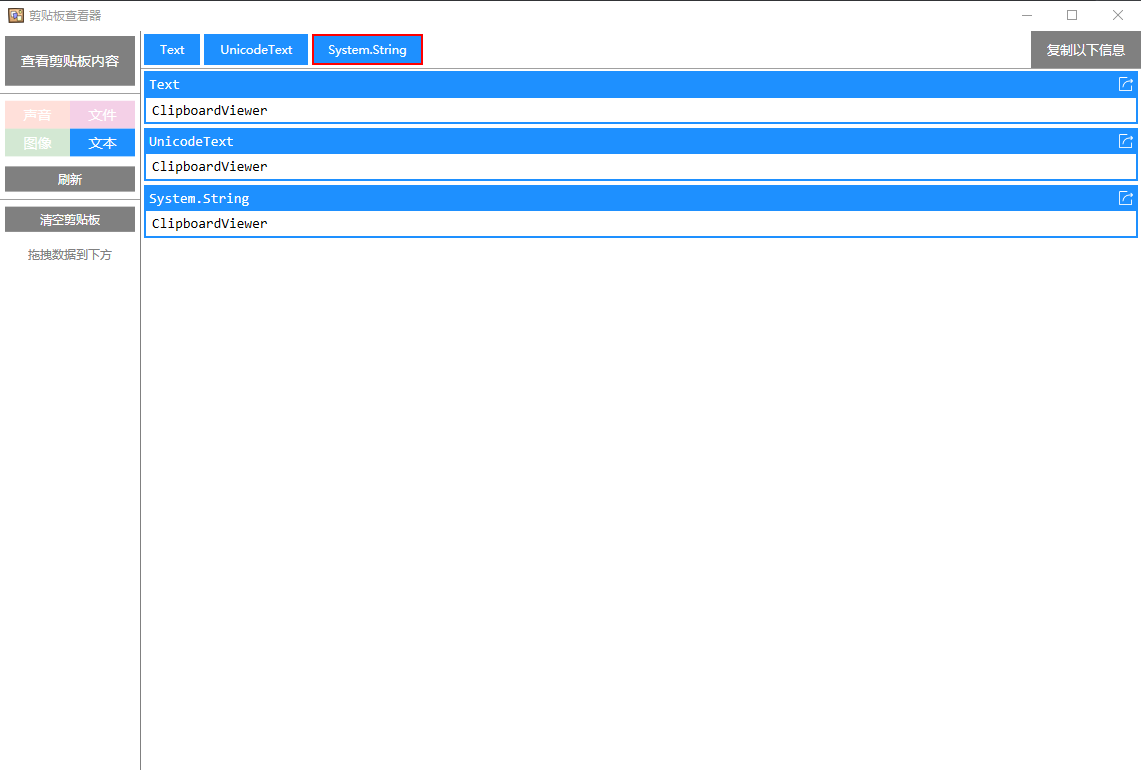 剪贴板查看器
查看剪贴板内容
声音 文件
图像 文本
刷新
清空剪贴板
拖拽数据到下方
Text UnicodeText System.String 复制以下信息
Text
ClipboardViewer
UnicodeText
ClipboardViewer
System.String
ClipboardViewer